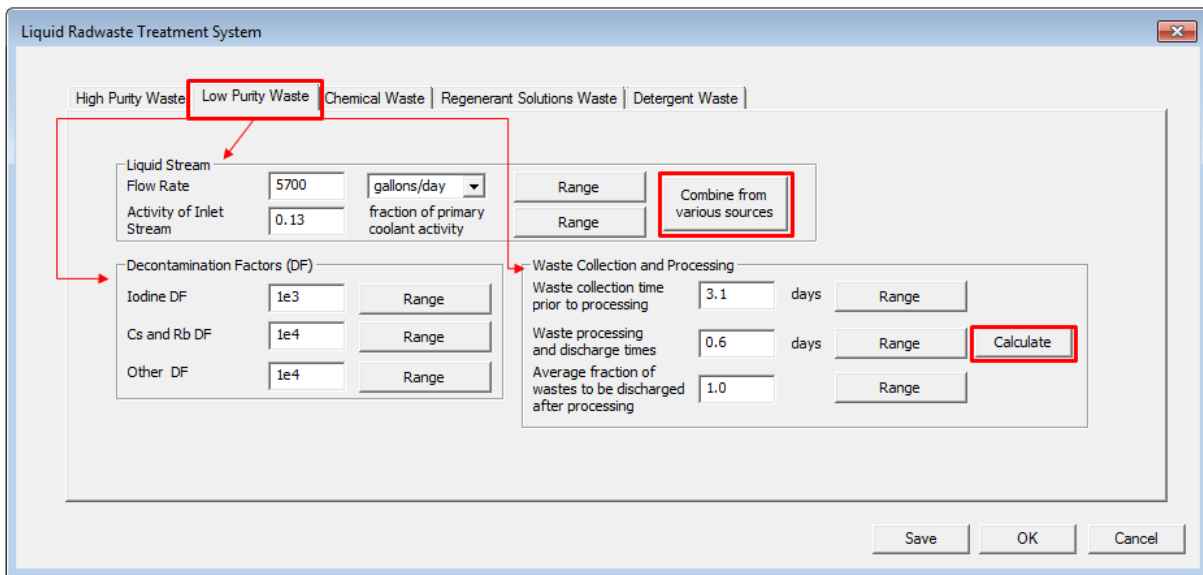 Liquid Radwaste Treatment System
High Purity Waste
Low Purity Waste
Chemical Waste
Regenerant Solutions Waste
Detergent Waste
Liquid Stream
Flow Rate
5700
gallons/day
Range
Activity of Inlet
Stream
0.13
fraction of primary
coolant activity
Range
Combine from
various sources
Decontamination Factors (DF)
Iodine DF
1e3
Range
Cs and Rb DF
1e4
Range
Other DF
1e4
Range
Waste Collection and Processing
Waste collection time
prior to processing
3.1
days
Range
Waste processing
and discharge times
0.6
days
Range
Calculate
Average fraction of
wastes to be discharged
after processing
1.0
Range
Save
OK
Cancel